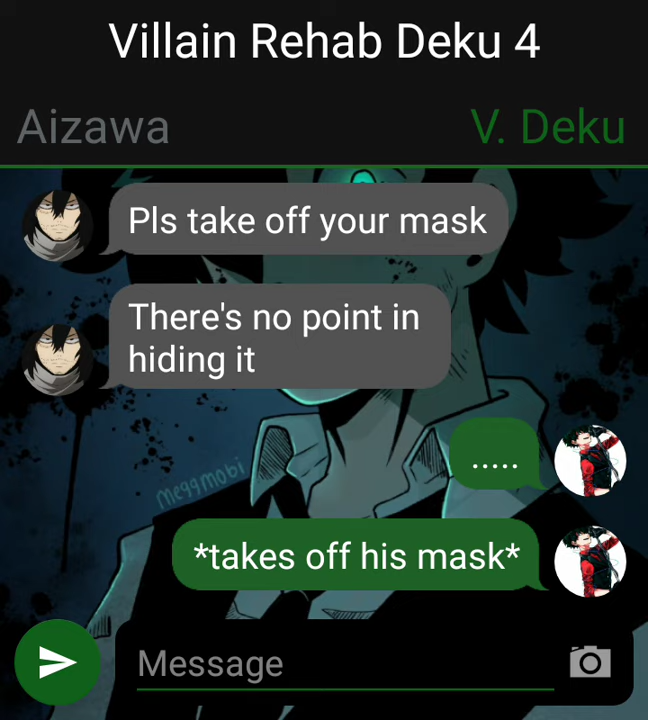 Villain Rehab Deku 4
Aizawa
V. Deku
Pls take off your mask
There's no point in
hiding it
.....
meggmobi
*takes off his mask*
Message